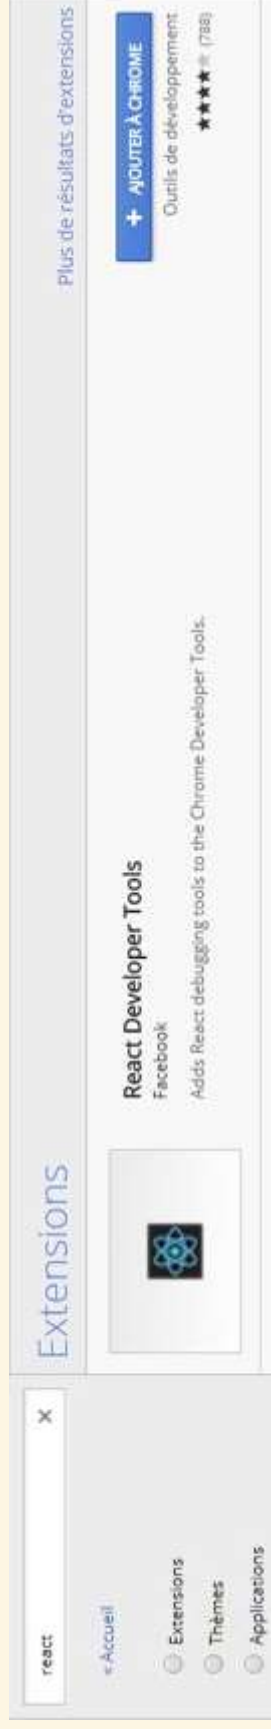 react ×
< Accueil
Extensions
Thèmes
Applications
Extensions
Plus de résultats d'extensions
React Developer Tools
Facebook
Adds React debugging tools to the Chrome Developer Tools.
+ AJOUTER À CHROME
Outils de développement
(788)